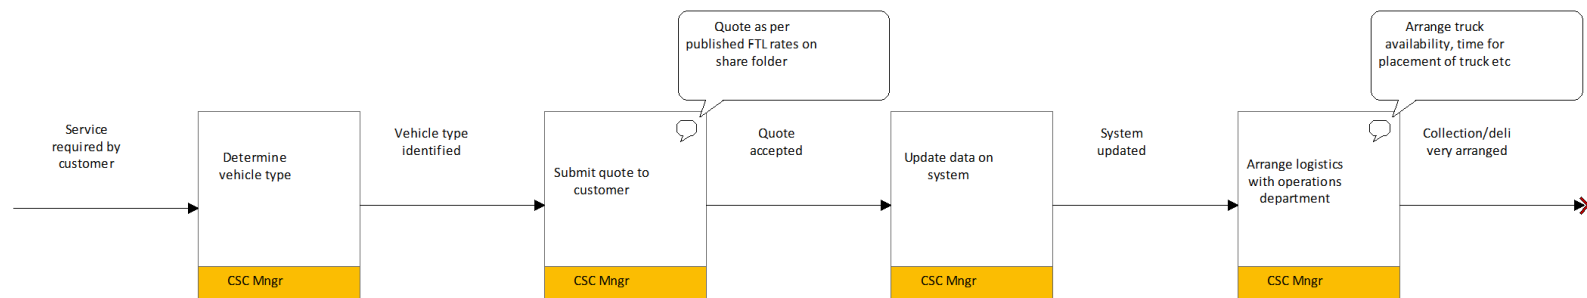 Quote as per
published FTL rates on
share folder
Arrange truck
availability, time for
placement of truck etc
Service
required by
customer
Determine
vehicle type
Vehicle type
identified
Submit quote to
customer
Quote
accepted
Update data on
system
System
updated
Arrange logistics
with operations
department
Collection/deli
very arranged
CSC Mngr
CSC Mngr
CSC Mngr
CSC Mngr